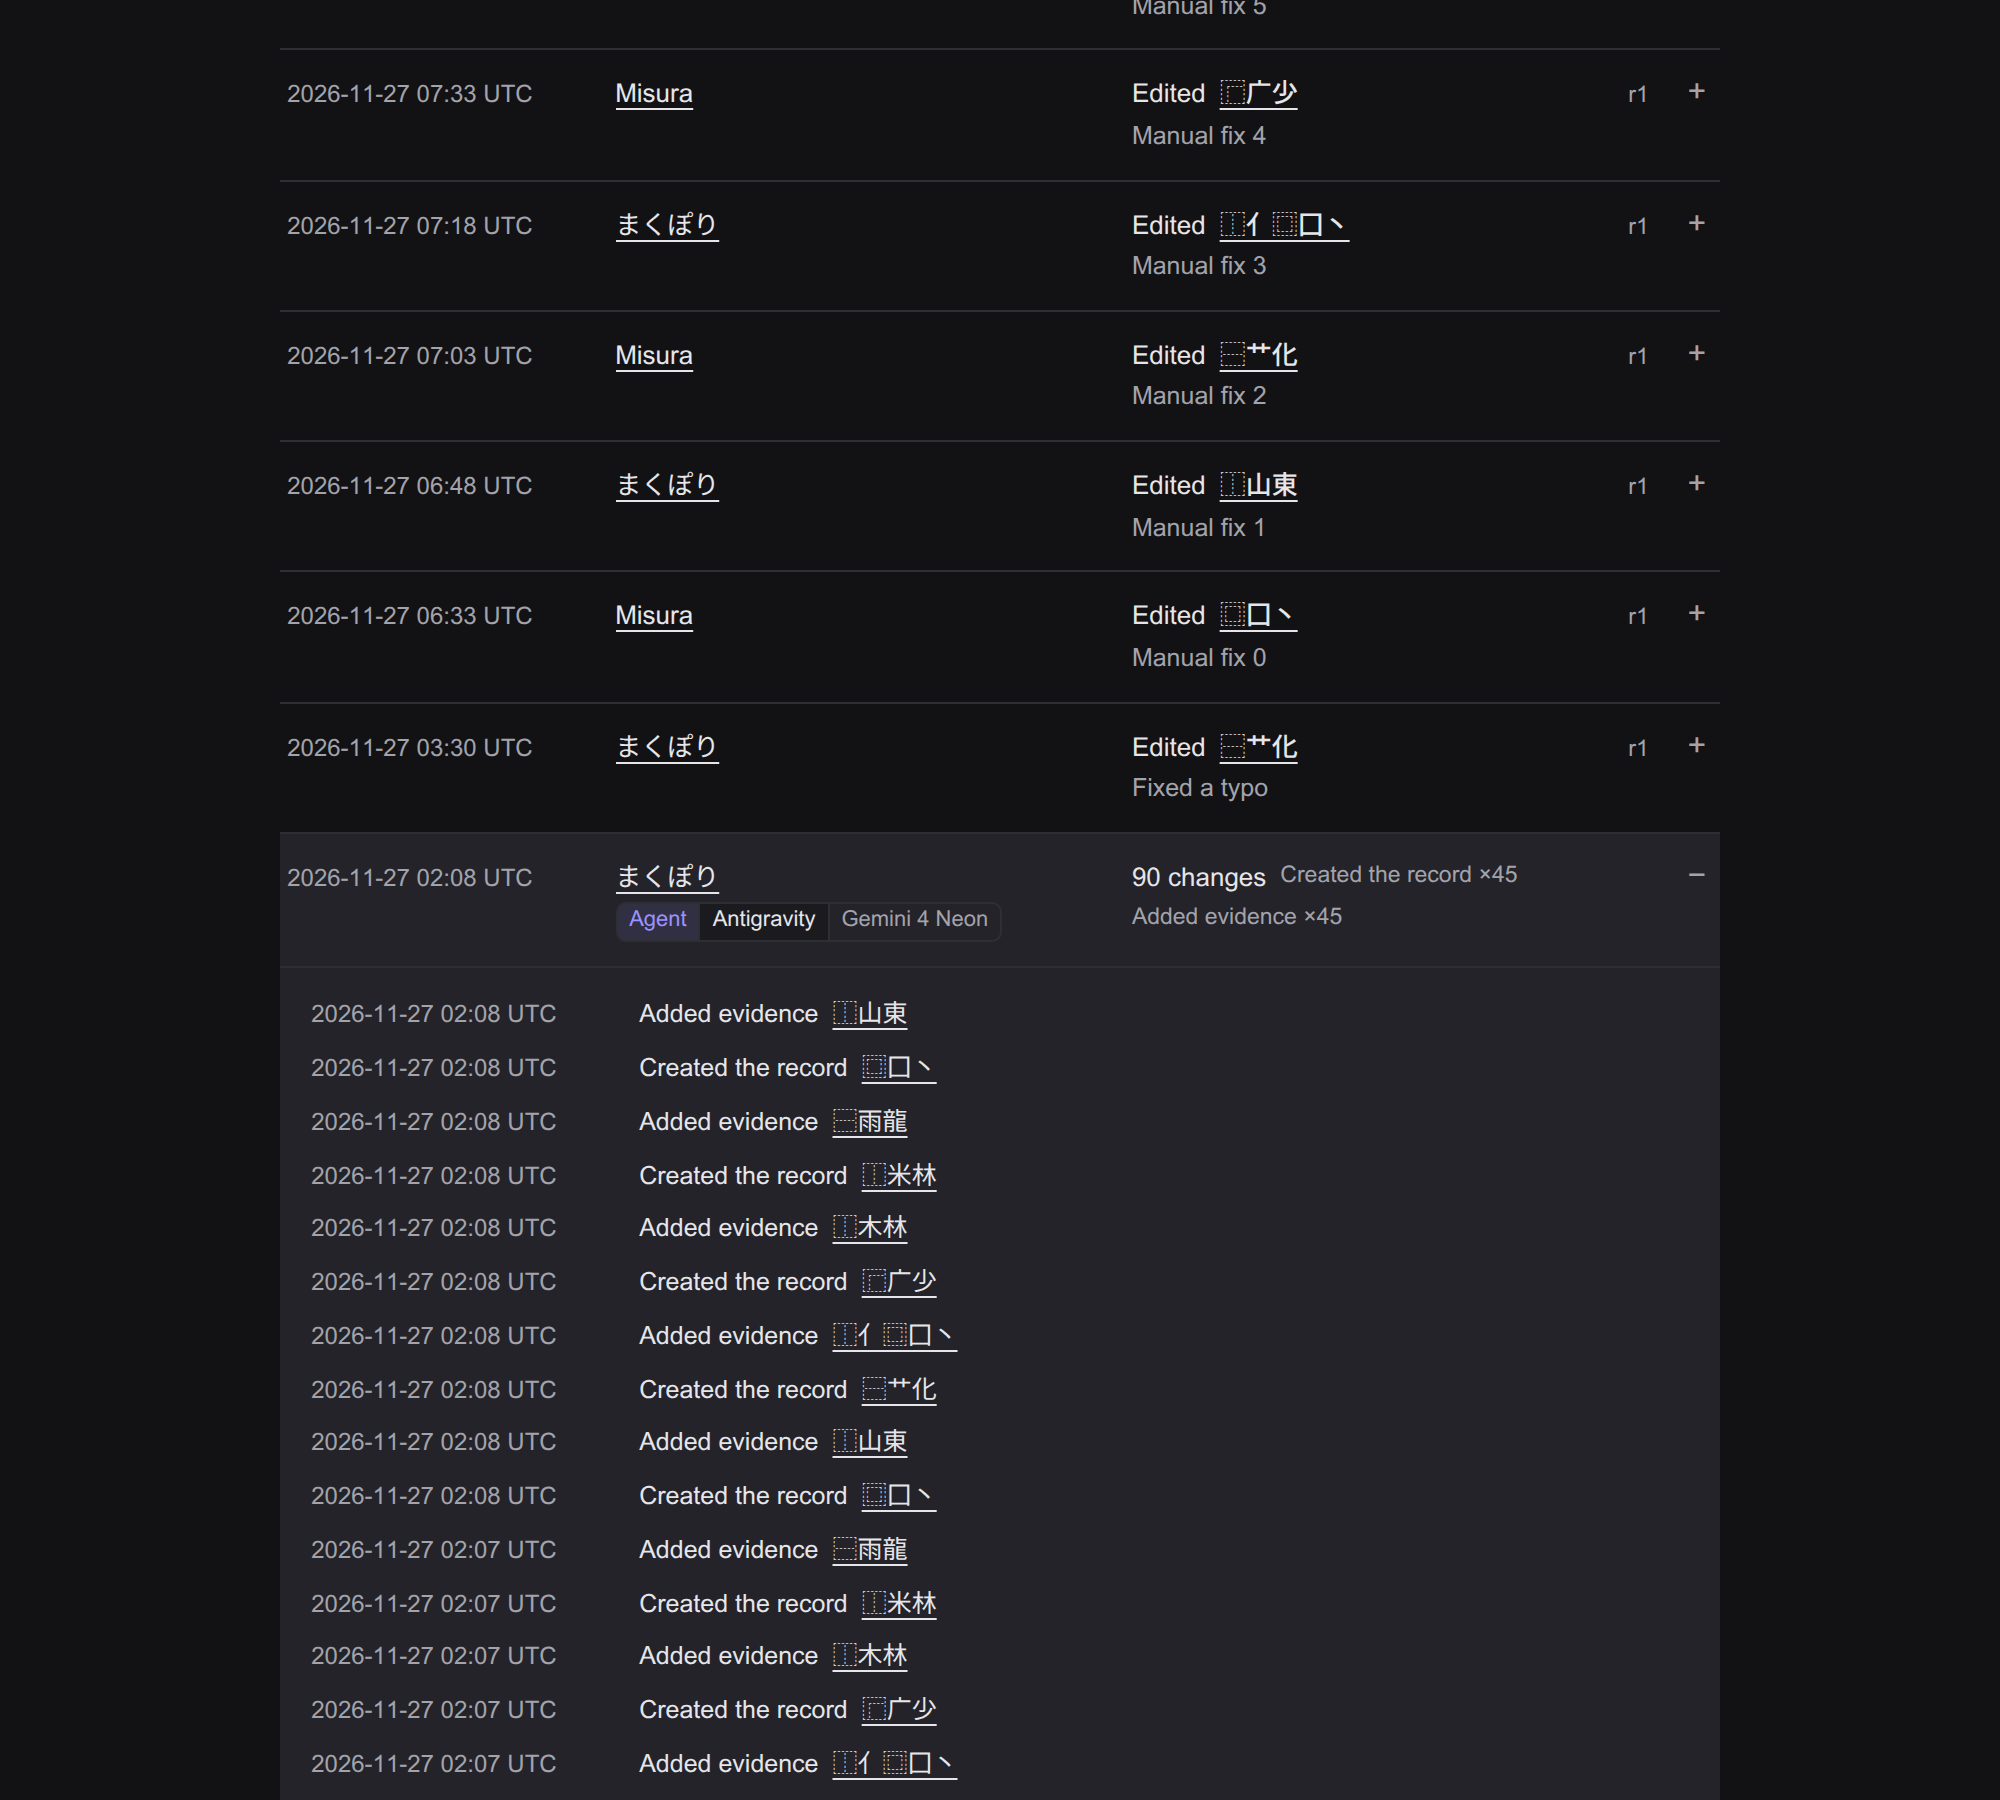 Manual fix 5
2026-11-27 07:33 UTC Misura Edited ⿸广少 r1 +
Manual fix 4
2026-11-27 07:18 UTC まくぽり Edited ⿰亻⿴囗丶 r1 +
Manual fix 3
2026-11-27 07:03 UTC Misura Edited ⿱艹化 r1 +
Manual fix 2
2026-11-27 06:48 UTC まくぽり Edited ⿰山東 r1 +
Manual fix 1
2026-11-27 06:33 UTC Misura Edited ⿴囗丶 r1 +
Manual fix 0
2026-11-27 03:30 UTC まくぽり Edited ⿱艹化 r1 +
Fixed a typo
2026-11-27 02:08 UTC まくぽり 90 changes Created the record ×45 −
Agent Antigravity Gemini 4 Neon Added evidence ×45
2026-11-27 02:08 UTC Added evidence ⿰山東
2026-11-27 02:08 UTC Created the record ⿴囗丶
2026-11-27 02:08 UTC Added evidence ⿱雨龍
2026-11-27 02:08 UTC Created the record ⿰米林
2026-11-27 02:08 UTC Added evidence ⿰木林
2026-11-27 02:08 UTC Created the record ⿸广少
2026-11-27 02:08 UTC Added evidence ⿰亻⿴囗丶
2026-11-27 02:08 UTC Created the record ⿱艹化
2026-11-27 02:08 UTC Added evidence ⿰山東
2026-11-27 02:08 UTC Created the record ⿴囗丶
2026-11-27 02:07 UTC Added evidence ⿱雨龍
2026-11-27 02:07 UTC Created the record ⿰米林
2026-11-27 02:07 UTC Added evidence ⿰木林
2026-11-27 02:07 UTC Created the record ⿸广少
2026-11-27 02:07 UTC Added evidence ⿰亻⿴囗丶